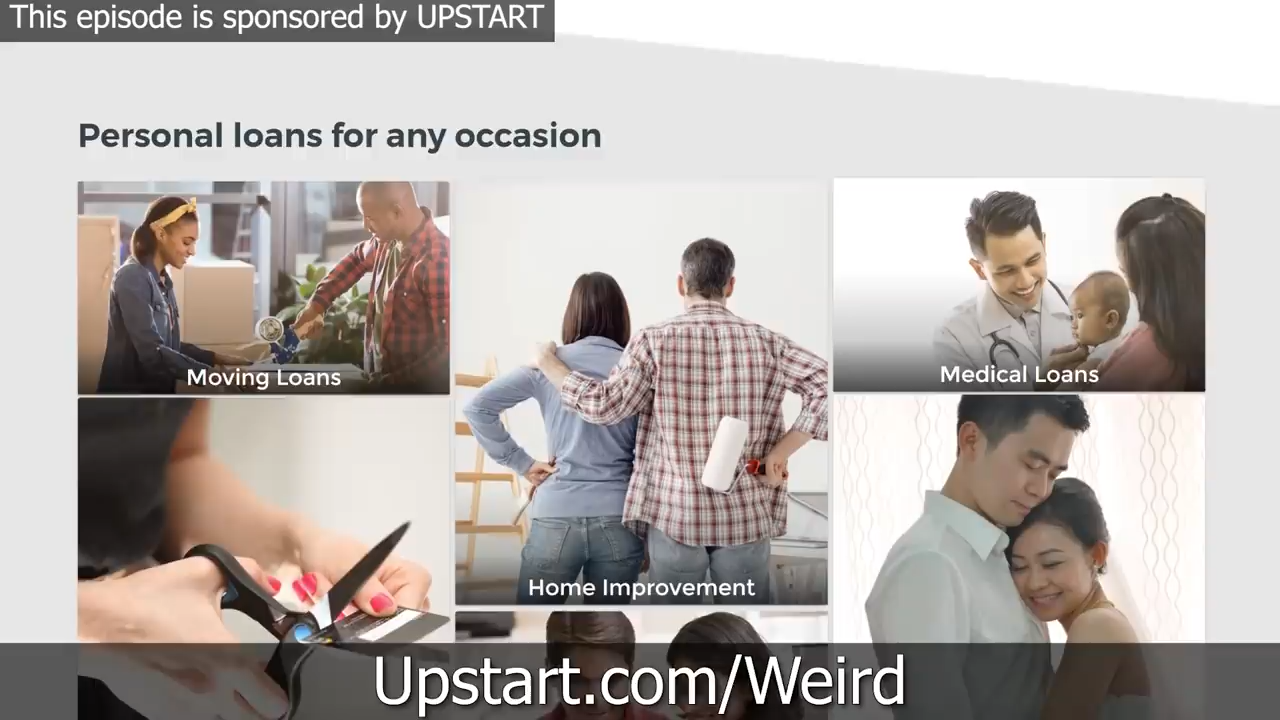 This episode is sponsored by UPSTART
Personal loans for any occasion
Moving Loans
Medical Loans
Home Improvement
Upstart.com/Weird